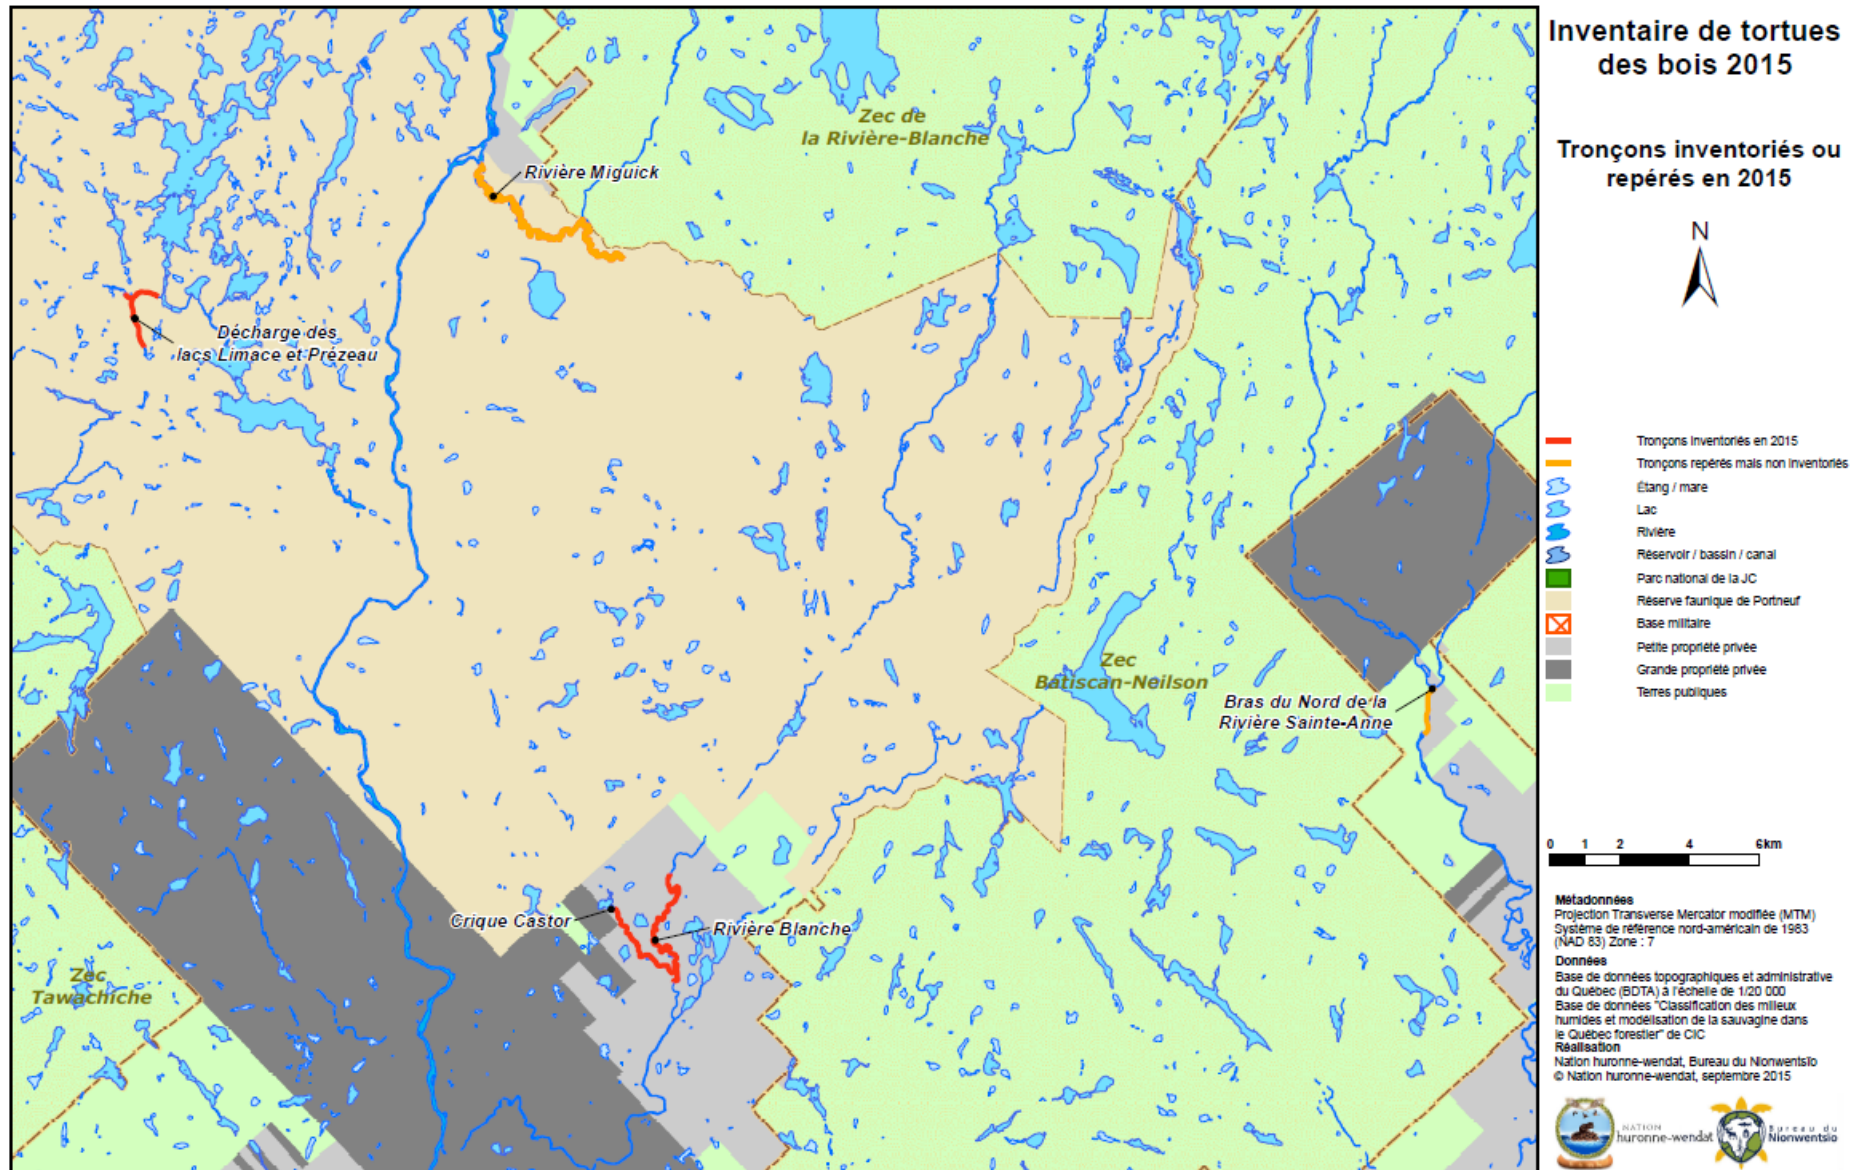 Inventaire de tortues
des bois 2015
Tronçons inventoriés ou
repérés en 2015
N
Zec de
la Rivière-Blanche
Rivière Miguick
Décharge des
lacs Limace et Prézeau
Zec
Batiscan-Neilson
Bras du Nord de la
Rivière Sainte-Anne
Crique Castor
Rivière Blanche
Zec
Tawachiche
Tronçons inventoriés en 2015
Tronçons repérés mais non inventoriés
Étang / mare
Lac
Rivière
Réservoir / bassin / canal
Parc national de la JC
Réserve faunique de Portneuf
Base militaire
Petite propriété privée
Grande propriété privée
Terres publiques
0 1 2 4 6km
Métadonnées
Projection Transverse Mercator modifiée (MTM)
Système de référence nord-américain de 1983
(NAD 83) Zone : 7
Données
Base de données topographiques et administrative
du Québec (BDTA) à l'échelle de 1/20 000
Base de données "Classification des milieux
humides et modélisation de la sauvagine dans
le Québec forestier" de CIC
Réalisation
Nation huronne-wendat, Bureau du Nionwentsïo
© Nation huronne-wendat, septembre 2015
NATION
huronne-wendat
Bureau du
Nionwentsïo